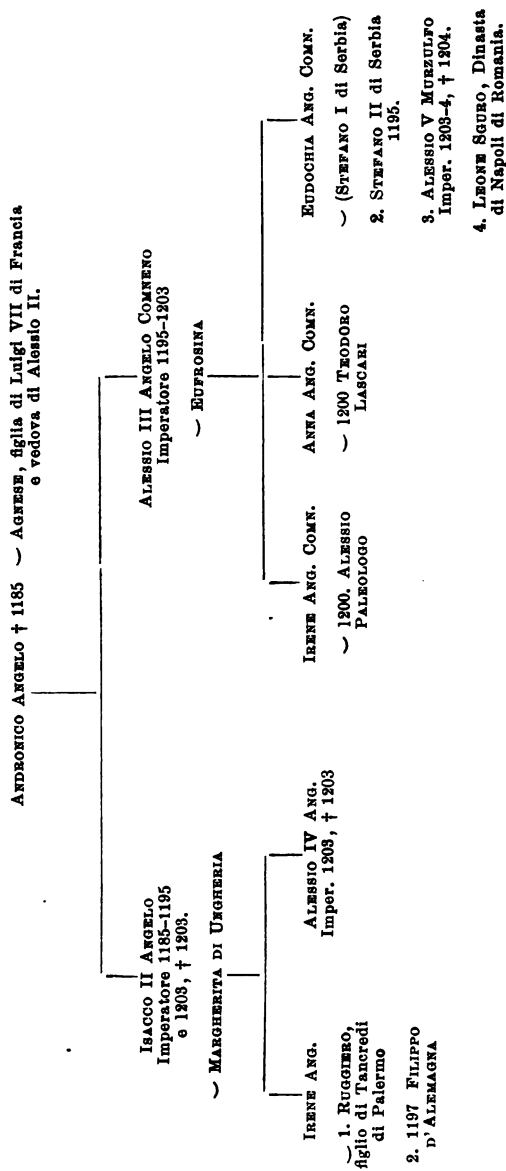 ANDRONICO ANGELO † 1185 ⌣ AGNESE, figlia di Luigi VII di Francia
e vedova di Alessio II.
ISACCO II ANGELO
Imperatore 1185-1195
e 1203, † 1203.
⌣ MARGHERITA DI UNGHERIA
ALESSIO III ANGELO COMNENO
Imperatore 1195-1203
⌣ EUFROSINA
IRENE ANG.
⌣ 1. RUGGIERO,
figlio di Tancredi
di Palermo
2. 1197 FILIPPO
D'ALEMAGNA
ALESSIO IV ANG.
Imper. 1203, † 1203
IRENE ANG. COMN.
⌣ 1200. ALESSIO
PALEOLOGO
ANNA ANG. COMN.
⌣ 1200 TEODORO
LASCARI
EUDOCHIA ANG. COMN.
⌣ (STEFANO I di Serbia)
2. STEFANO II di Serbia
1195.
3. ALESSIO V MURZULFO
Imper. 1203-4, † 1204.
4. LEONE SGURO, Dinasta
di Napoli di Romania.